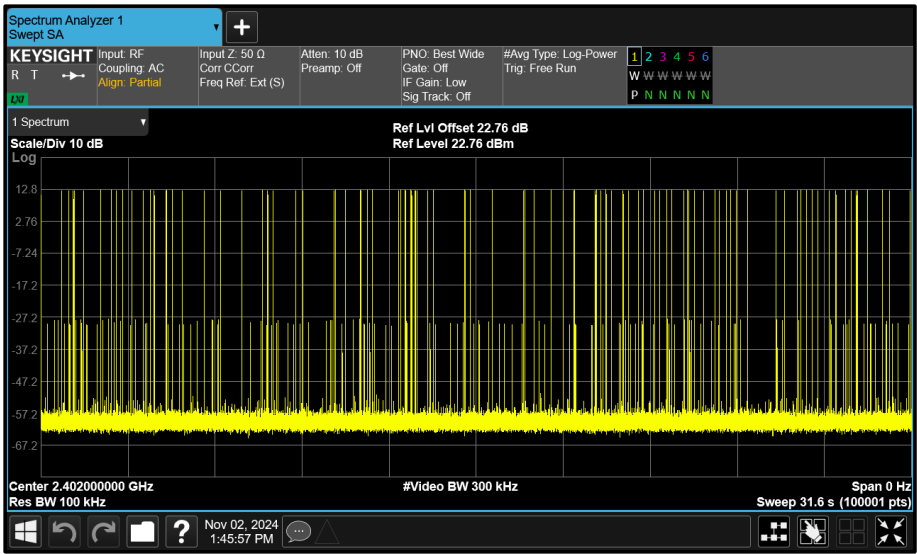 Spectrum Analyzer 1
Swept SA
+
KEYSIGHT Input: RF Input Z: 50 Ω Atten: 10 dB PNO: Best Wide #Avg Type: Log-Power 1 2 3 4 5 6
R T Coupling: AC Corr CCorr Preamp: Off Gate: Off Trig: Free Run W W W W W W
Align: Partial Freq Ref: Ext (S) IF Gain: Low P N N N N N
LXI Sig Track: Off
1 Spectrum
Scale/Div 10 dB
Ref Lvl Offset 22.76 dB
Ref Level 22.76 dBm
Log
12.8
2.76
-7.24
-17.2
-27.2
-37.2
-47.2
-57.2
-67.2
Center 2.402000000 GHz #Video BW 300 kHz Span 0 Hz
Res BW 100 kHz Sweep 31.6 s (100001 pts)
? Nov 02, 2024
1:45:57 PM